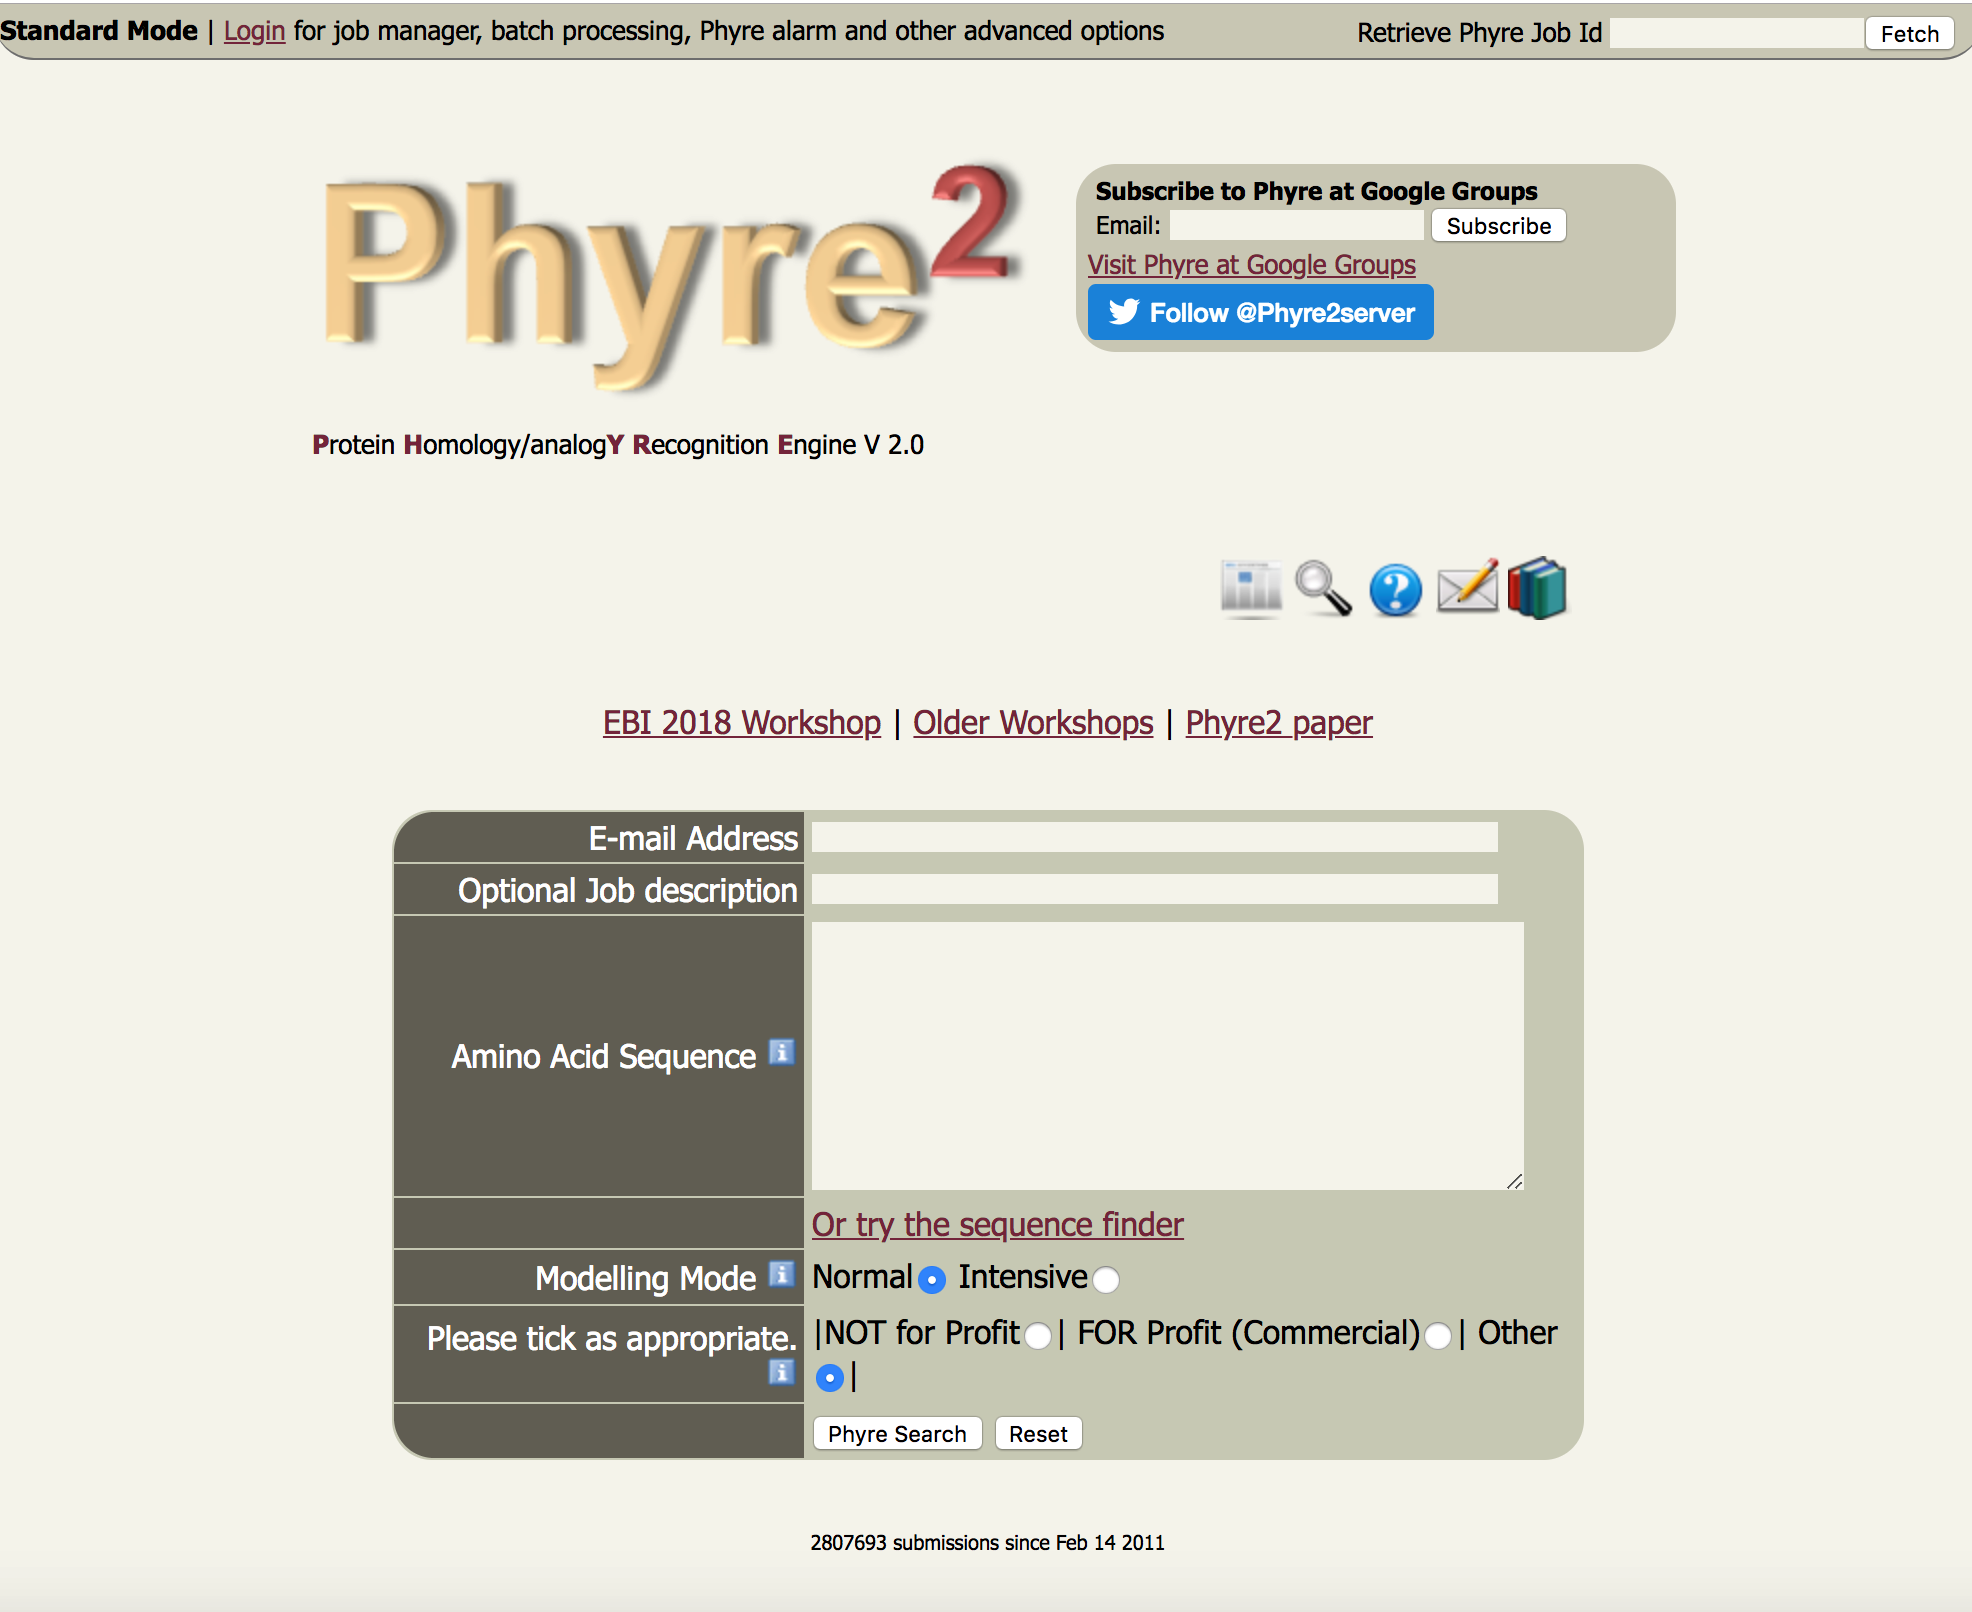 Standard Mode | Login for job manager, batch processing, Phyre alarm and other advanced options
Retrieve Phyre Job Id Fetch
Phyre2
Subscribe to Phyre at Google Groups
Email: Subscribe
Visit Phyre at Google Groups
Follow @Phyre2server
Protein Homology/analogY Recognition Engine V 2.0
EBI 2018 Workshop | Older Workshops | Phyre2 paper
E-mail Address
Optional Job description
Amino Acid Sequence
Or try the sequence finder
Modelling Mode Normal Intensive
Please tick as appropriate. |NOT for Profit | FOR Profit (Commercial) | Other
|
Phyre Search Reset
2807693 submissions since Feb 14 2011